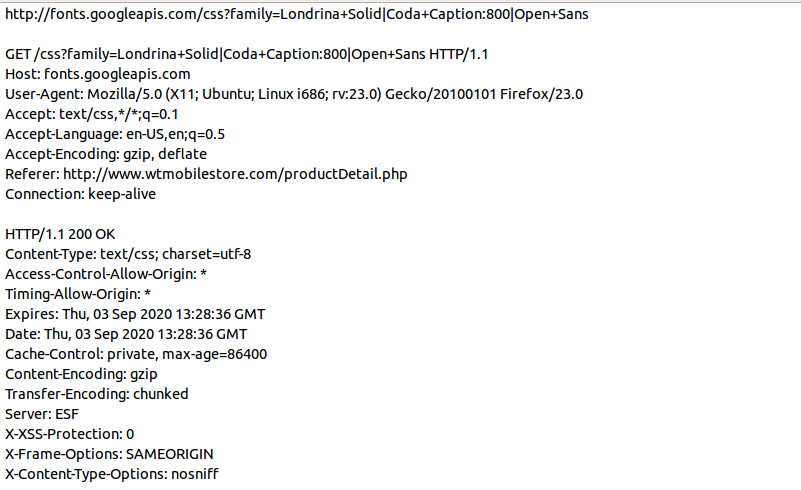 http://fonts.googleapis.com/css?family=Londrina+Solid|Coda+Caption:800|Open+Sans
GET /css?family=Londrina+Solid|Coda+Caption:800|Open+Sans HTTP/1.1
Host: fonts.googleapis.com
User-Agent: Mozilla/5.0 (X11; Ubuntu; Linux i686; rv:23.0) Gecko/20100101 Firefox/23.0
Accept: text/css,*/*;q=0.1
Accept-Language: en-US,en;q=0.5
Accept-Encoding: gzip, deflate
Referer: http://www.wtmobilestore.com/productDetail.php
Connection: keep-alive
HTTP/1.1 200 OK
Content-Type: text/css; charset=utf-8
Access-Control-Allow-Origin: *
Timing-Allow-Origin: *
Expires: Thu, 03 Sep 2020 13:28:36 GMT
Date: Thu, 03 Sep 2020 13:28:36 GMT
Cache-Control: private, max-age=86400
Content-Encoding: gzip
Transfer-Encoding: chunked
Server: ESF
X-XSS-Protection: 0
X-Frame-Options: SAMEORIGIN
X-Content-Type-Options: nosniff